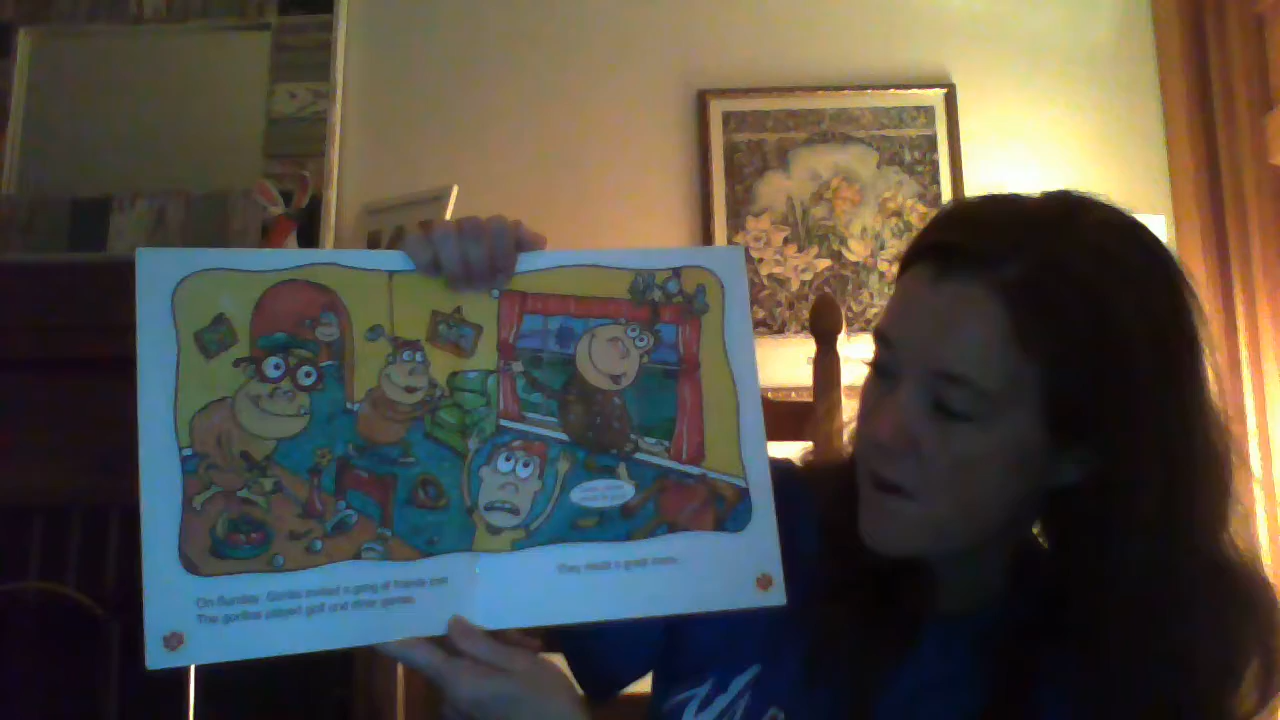 On Sunday, Gorilla invited a gang of friends over.
The gorillas played golf and other games.
They made a great mess.